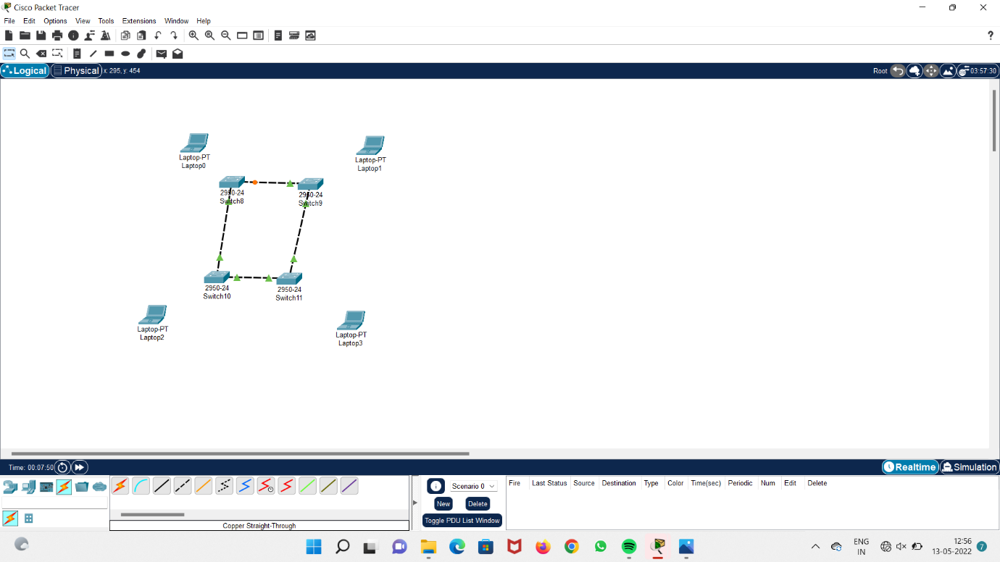 Cisco Packet Tracer
File Edit Options View Tools Extensions Window Help
?
Logical Physical x: 295, y: 454 Root 03:57:30
Laptop-PT
Laptop0
Laptop-PT
Laptop1
2950-24
Switch8
2950-24
Switch9
2950-24
Switch10
2950-24
Switch11
Laptop-PT
Laptop2
Laptop-PT
Laptop3
Time: 00:07:50 Realtime Simulation
Scenario 0
New Delete
Toggle PDU List Window
Fire Last Status Source Destination Type Color Time(sec) Periodic Num Edit Delete
Copper Straight-Through
ENG
IN
12:56
13-05-2022
7